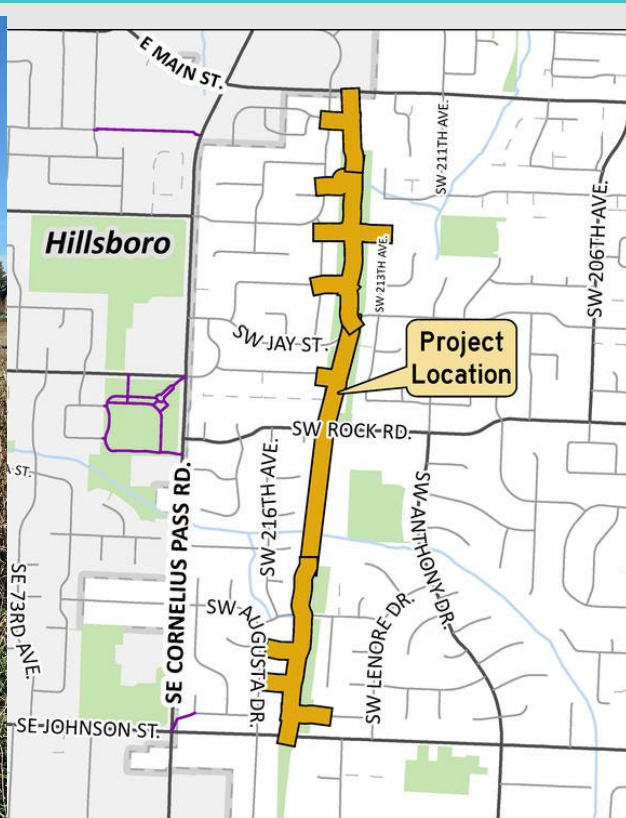 E MAIN ST.
SW 211TH AVE.
SW 206TH AVE.
Hillsboro
SW 213TH AVE.
SW JAY ST.
Project
Location
SW ROCK RD.
ST.
SW 216TH AVE.
SE CORNELIUS PASS RD.
SW ANTHONY DR.
SE 73RD AVE.
SW AUGUSTA DR.
SW LENORE DR.
SE JOHNSON ST.